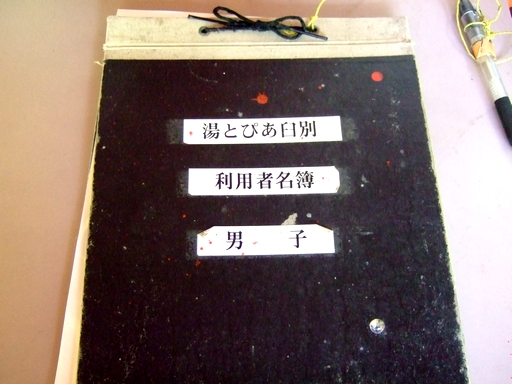 湯とぴあ臼別
利用者名簿
男 子